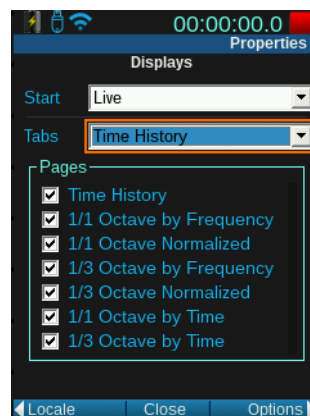 00:00:00.0
Properties
Displays
Start Live
Tabs Time History
Pages
Time History
1/1 Octave by Frequency
1/1 Octave Normalized
1/3 Octave by Frequency
1/3 Octave Normalized
1/1 Octave by Time
1/3 Octave by Time
Locale Close Options